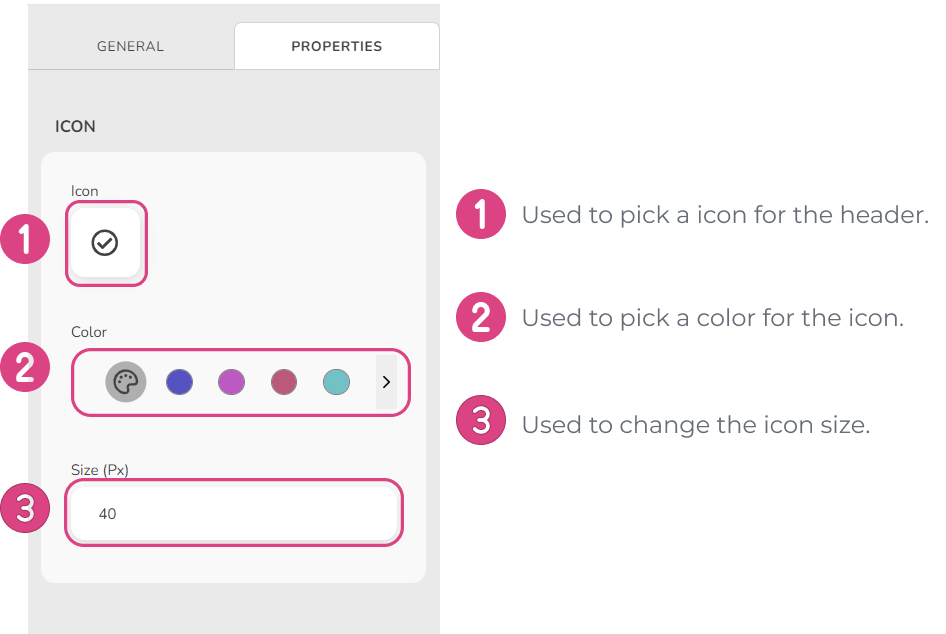 GENERAL PROPERTIES
ICON
Icon
1
Color
2
Size (Px)
3 40
1 Used to pick a icon for the header.
2 Used to pick a color for the icon.
3 Used to change the icon size.